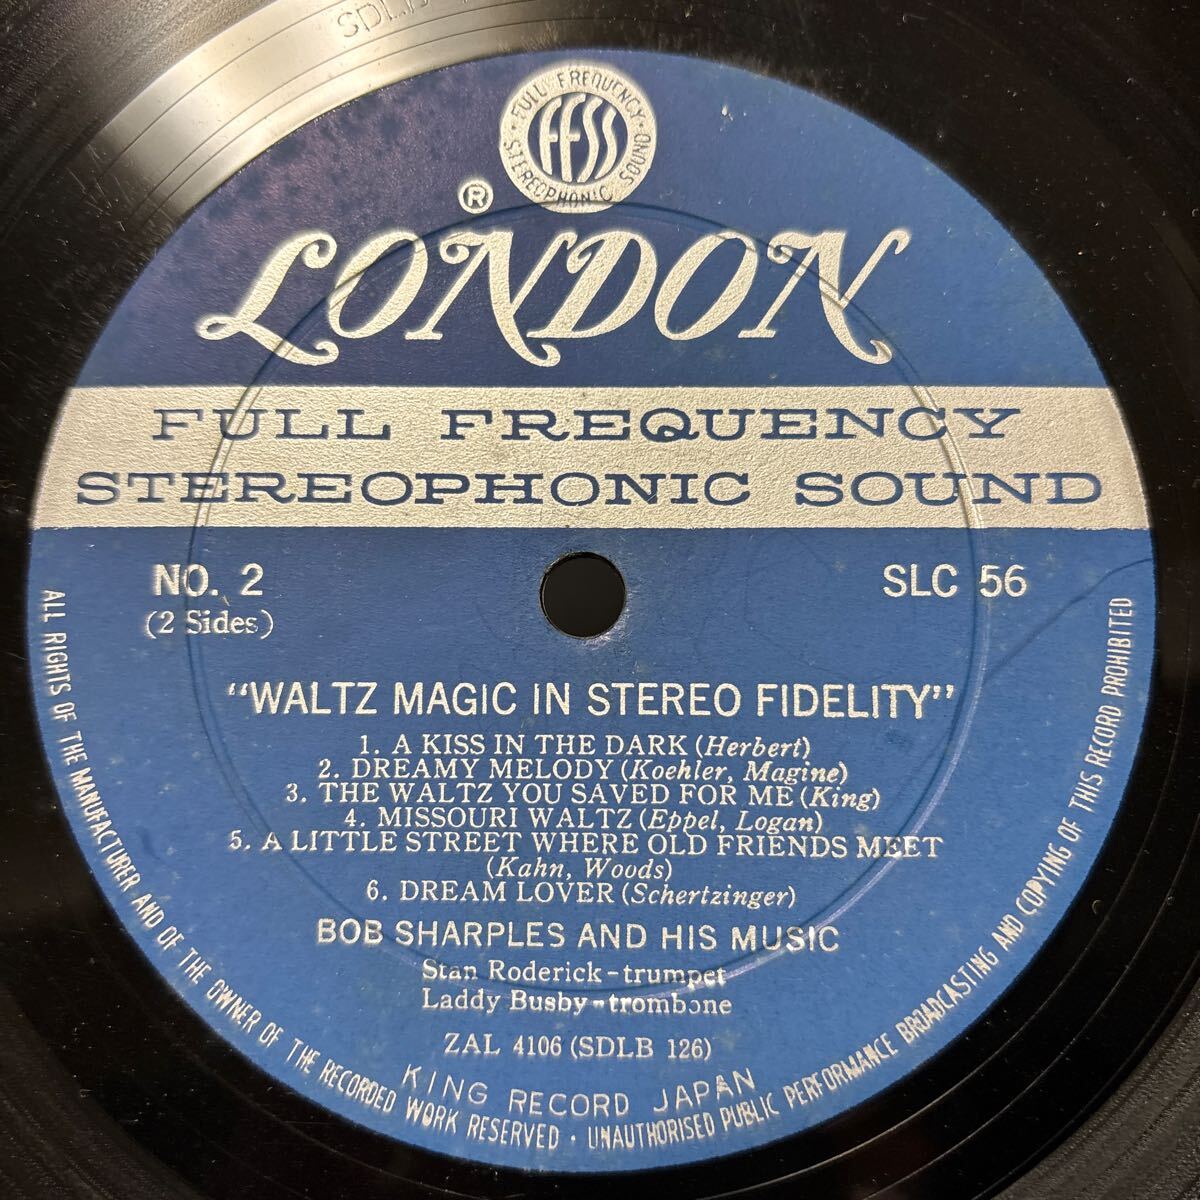 FULL FREQUENCY STEREOPHONIC SOUND
FFSS
®
LONDON
FULL FREQUENCY
STEREOPHONIC SOUND
NO. 2
(2 Sides)
SLC 56
"WALTZ MAGIC IN STEREO FIDELITY"
1. A KISS IN THE DARK (Herbert)
2. DREAMY MELODY (Koehler, Magine)
3. THE WALTZ YOU SAVED FOR ME (King)
4. MISSOURI WALTZ (Eppel, Logan)
5. A LITTLE STREET WHERE OLD FRIENDS MEET
(Kahn, Woods)
6. DREAM LOVER (Schertzinger)
BOB SHARPLES AND HIS MUSIC
Stan Roderick-trumpet
Laddy Busby-trombone
ZAL 4106 (SDLB 126)
KING RECORD JAPAN
ALL RIGHTS OF THE MANUFACTURER AND OF THE OWNER OF THE RECORDED WORK RESERVED · UNAUTHORISED PUBLIC PERFORMANCE BROADCASTING AND COPYING OF THIS RECORD PROHIBITED